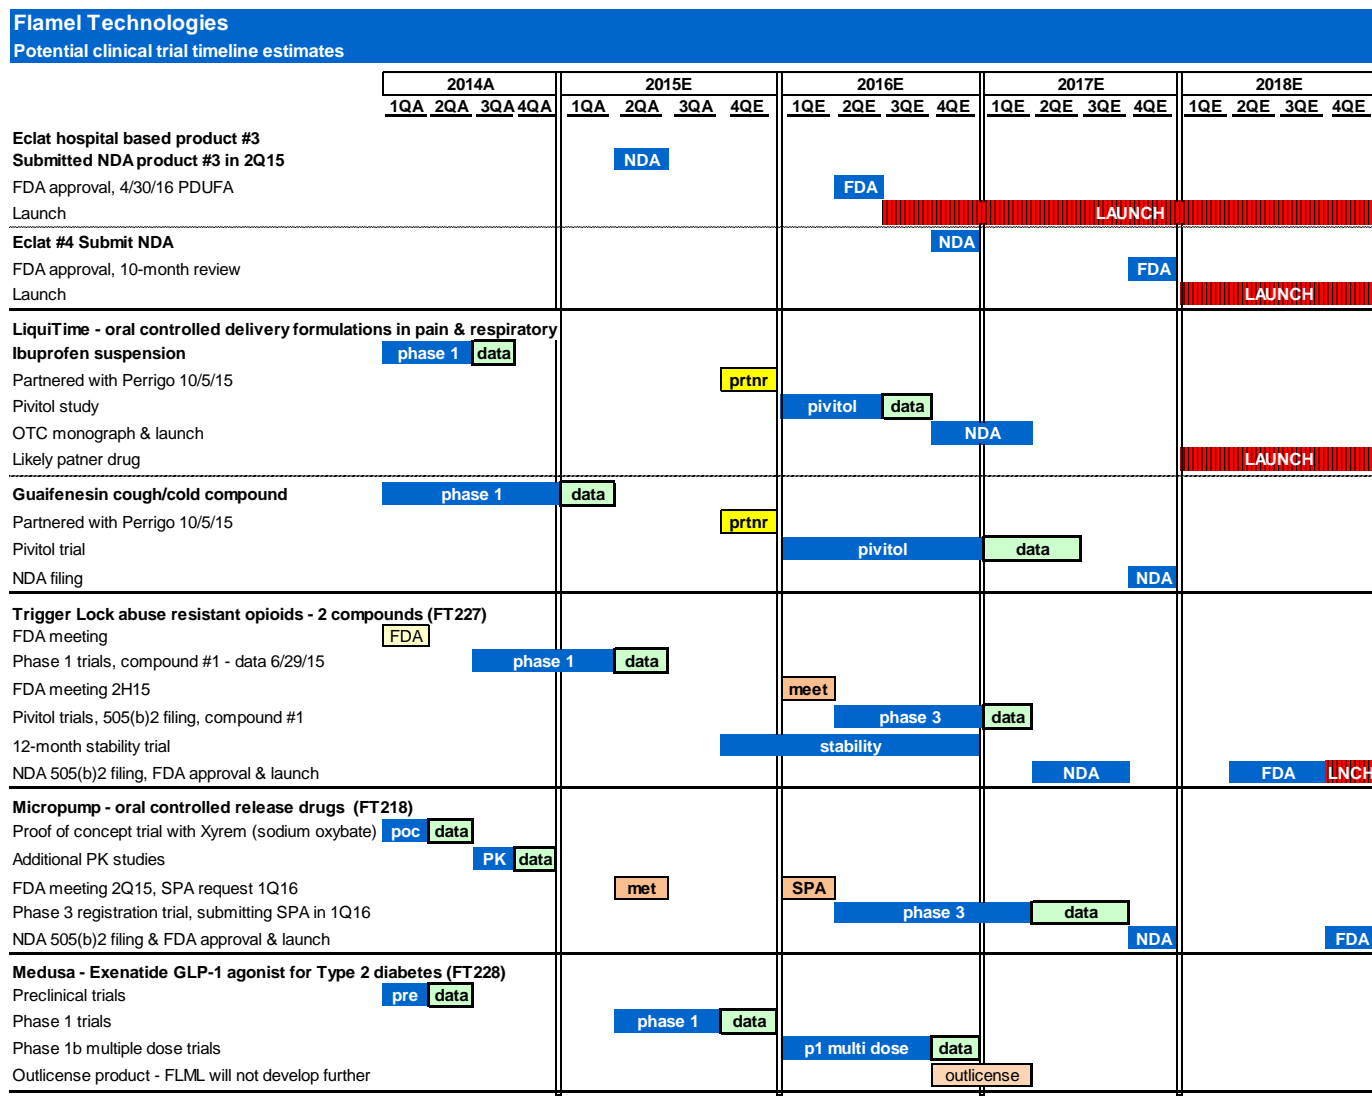 Flamel Technologies
Potential clinical trial timeline estimates
2014A 2015E 2016E 2017E 2018E
1QA 2QA 3QA 4QA 1QA 2QA 3QA 4QE 1QE 2QE 3QE 4QE 1QE 2QE 3QE 4QE 1QE 2QE 3QE 4QE
Eclat hospital based product #3
Submitted NDA product #3 in 2Q15 NDA
FDA approval, 4/30/16 PDUFA FDA
Launch LAUNCH
Eclat #4 Submit NDA NDA
FDA approval, 10-month review FDA
Launch LAUNCH
LiquiTime - oral controlled delivery formulations in pain & respiratory
Ibuprofen suspension phase 1 data
Partnered with Perrigo 10/5/15 prtnr
Pivitol study pivitol data
OTC monograph & launch NDA
Likely patner drug LAUNCH
Guaifenesin cough/cold compound phase 1 data
Partnered with Perrigo 10/5/15 prtnr
Pivitol trial pivitol data
NDA filing NDA
Trigger Lock abuse resistant opioids - 2 compounds (FT227)
FDA meeting FDA
Phase 1 trials, compound #1 - data 6/29/15 phase 1 data
FDA meeting 2H15 meet
Pivitol trials, 505(b)2 filing, compound #1 phase 3 data
12-month stability trial stability
NDA 505(b)2 filing, FDA approval & launch NDA FDA LNCH
Micropump - oral controlled release drugs (FT218)
Proof of concept trial with Xyrem (sodium oxybate) poc data
Additional PK studies PK data
FDA meeting 2Q15, SPA request 1Q16 met SPA
Phase 3 registration trial, submitting SPA in 1Q16 phase 3 data
NDA 505(b)2 filing & FDA approval & launch NDA FDA
Medusa - Exenatide GLP-1 agonist for Type 2 diabetes (FT228)
Preclinical trials pre data
Phase 1 trials phase 1 data
Phase 1b multiple dose trials p1 multi dose data
Outlicense product - FLML will not develop further outlicense